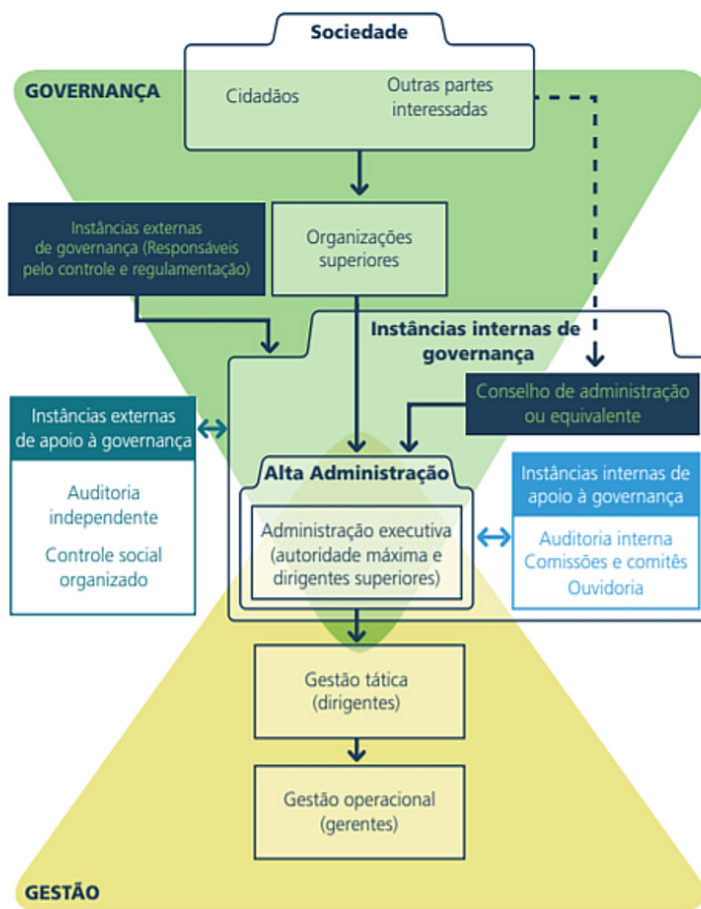 Sociedade
GOVERNANÇA
Cidadãos
Outras partes
interessadas
Instâncias externas
de governança (Responsáveis
pelo controle e regulamentação)
Organizações
superiores
Instâncias internas de
governança
Conselho de administração
ou equivalente
Instâncias externas
de apoio à governança
Auditoria
independente
Controle social
organizado
Alta Administração
Administração executiva
(autoridade máxima e
dirigentes superiores)
Instâncias internas de
apoio à governança
Auditoria interna
Comissões e comitês
Ouvidoria
Gestão tática
(dirigentes)
Gestão operacional
(gerentes)
GESTÃO